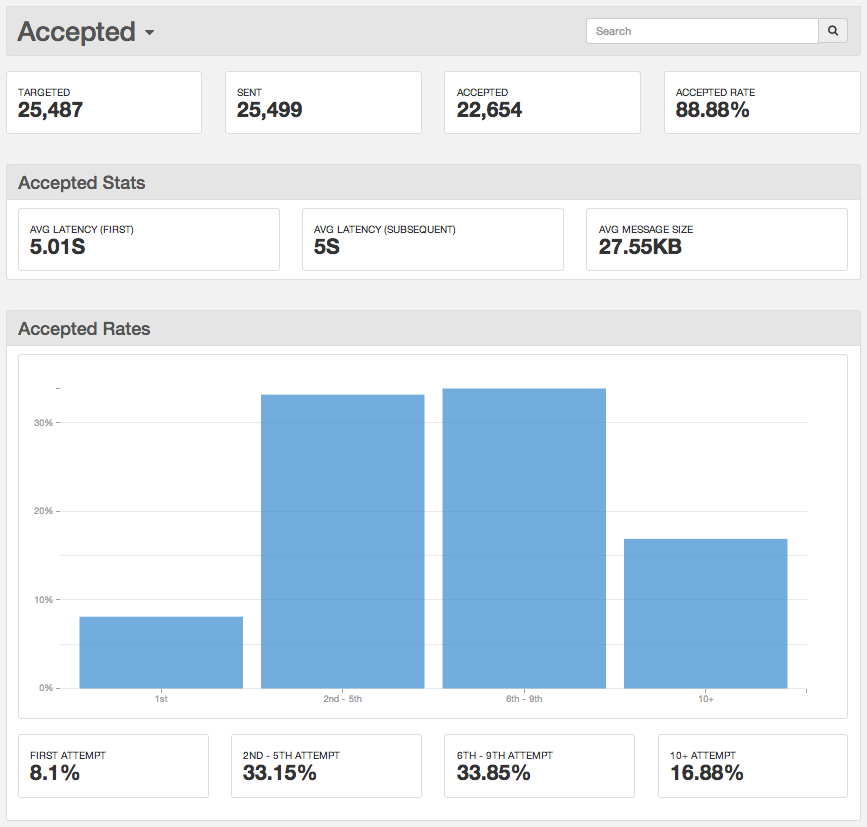 Accepted
Search
TARGETED
25,487
SENT
25,499
ACCEPTED
22,654
ACCEPTED RATE
88.88%
Accepted Stats
AVG LATENCY (FIRST)
5.01S
AVG LATENCY (SUBSEQUENT)
5S
AVG MESSAGE SIZE
27.55KB
Accepted Rates
30%
20%
10%
0%
1st
2nd - 5th
6th - 9th
10+
FIRST ATTEMPT
8.1%
2ND - 5TH ATTEMPT
33.15%
6TH - 9TH ATTEMPT
33.85%
10+ ATTEMPT
16.88%